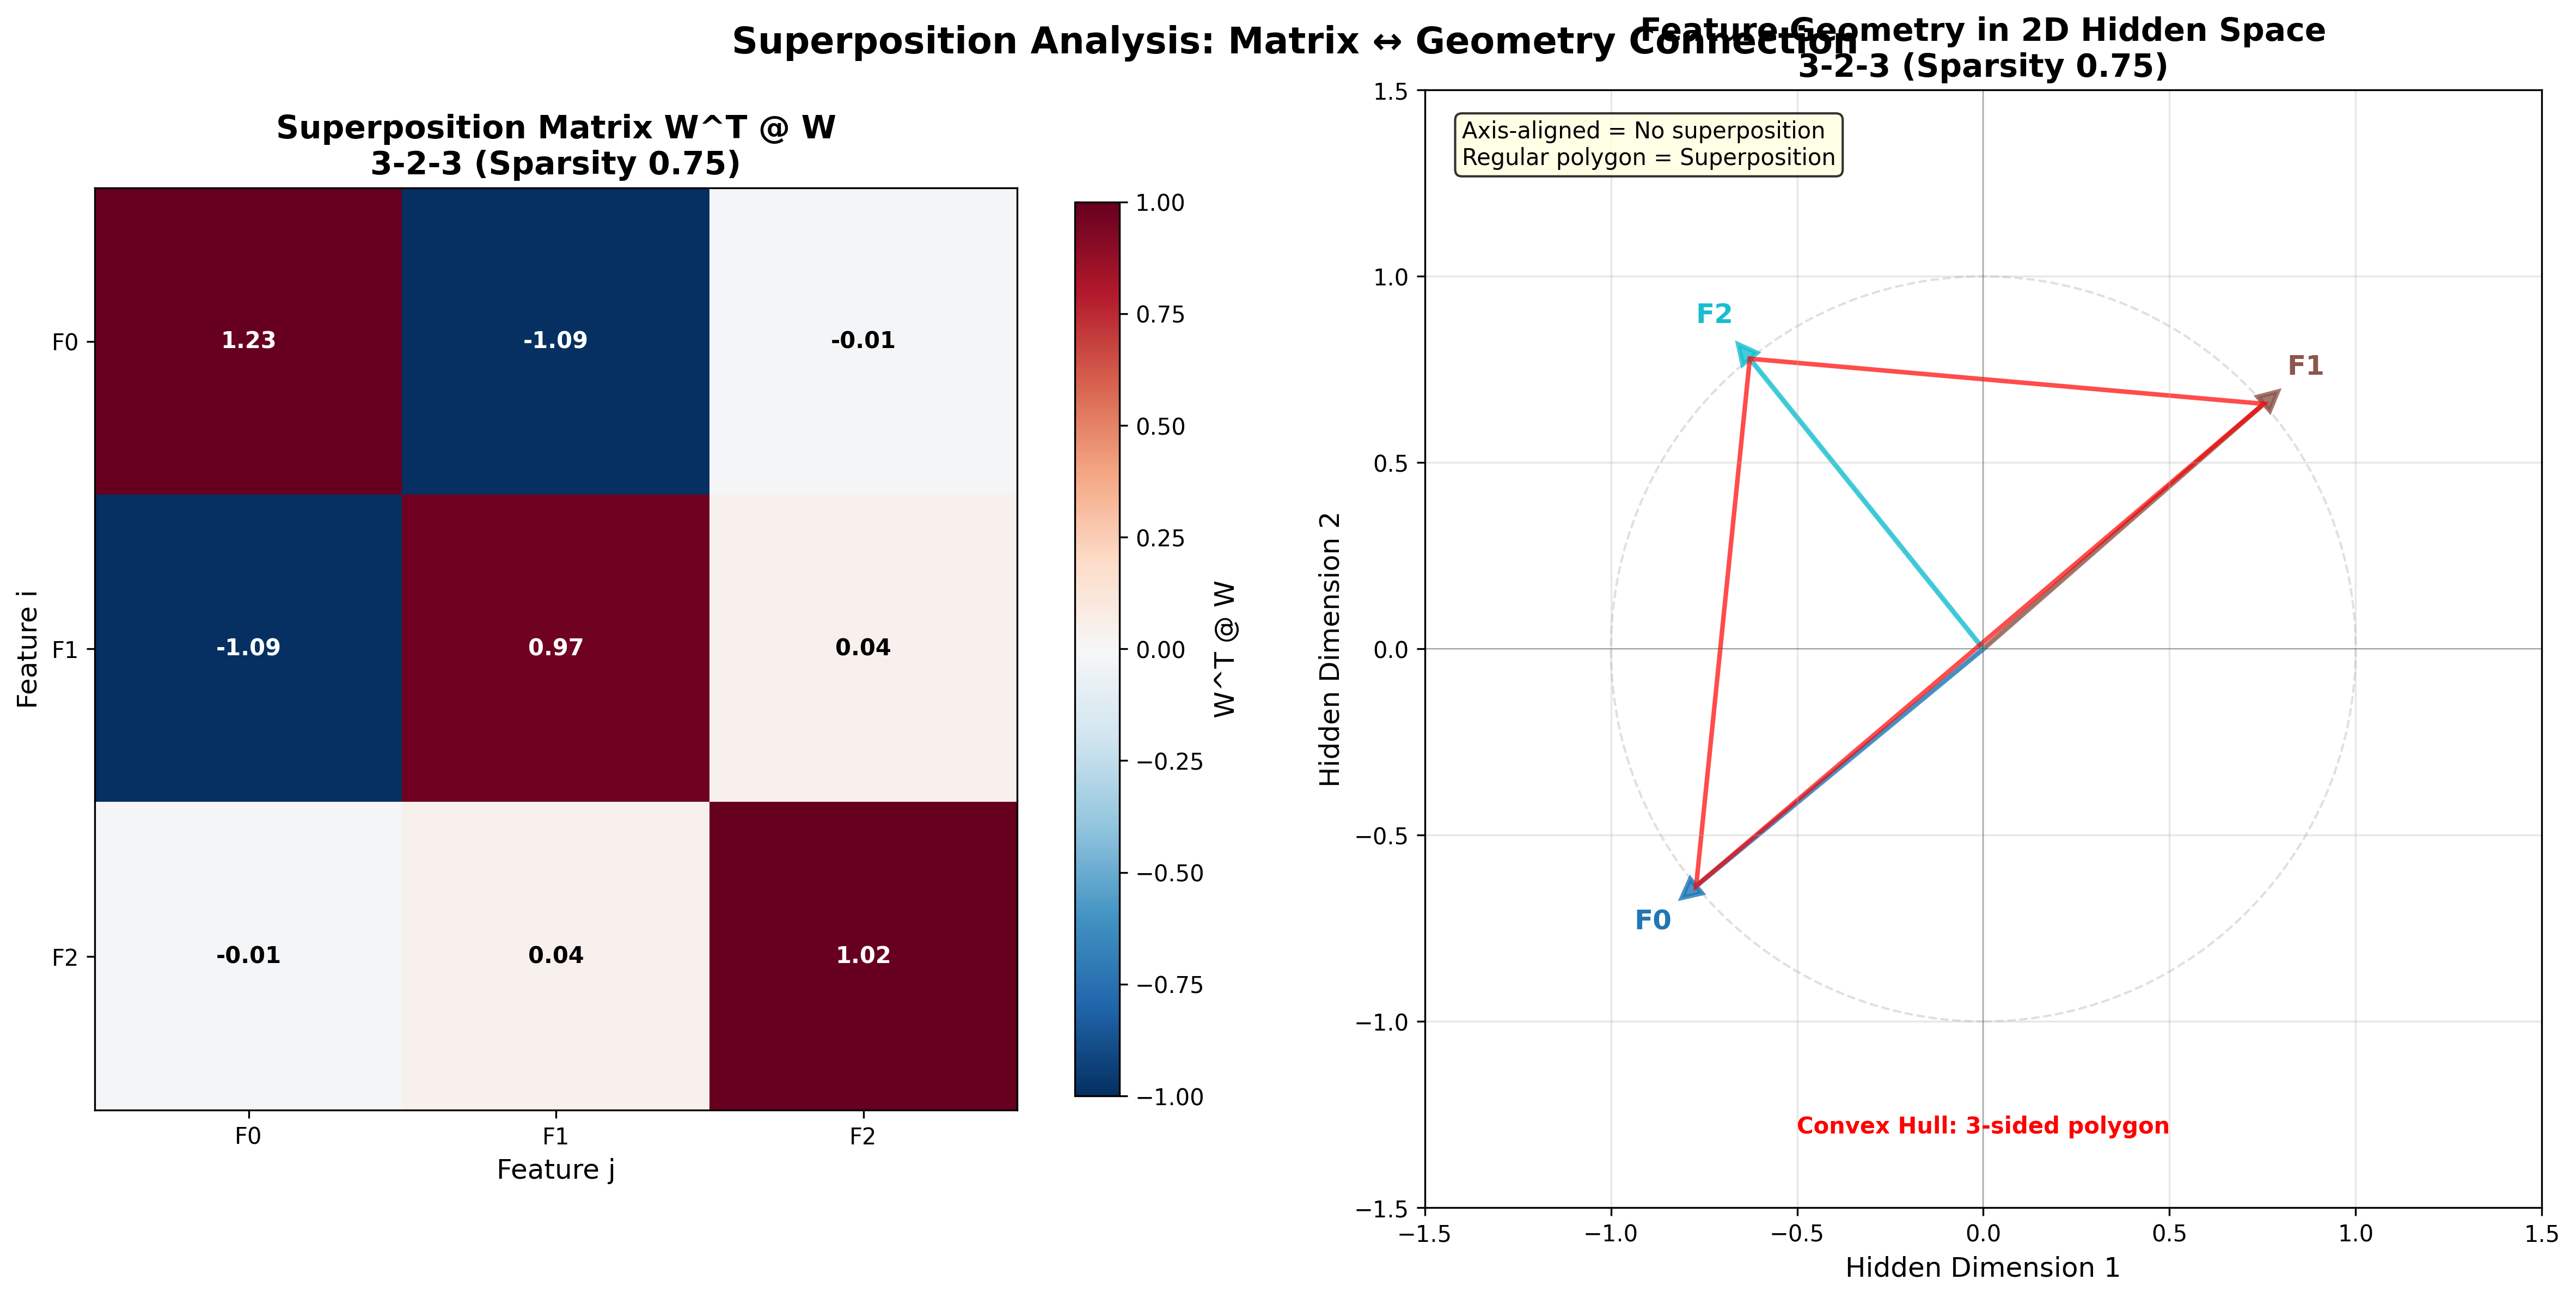 Superposition Analysis: Matrix ↔ Geometry Connection
Superposition Matrix W^T @ W
3-2-3 (Sparsity 0.75)
F0
F1
F2
Feature i
1.23
-1.09
-0.01
-1.09
0.97
0.04
-0.01
0.04
1.02
F0
F1
F2
Feature j
1.00
0.75
0.50
0.25
0.00
−0.25
−0.50
−0.75
−1.00
W^T @ W
Feature Geometry in 2D Hidden Space
3-2-3 (Sparsity 0.75)
Axis-aligned = No superposition
Regular polygon = Superposition
1.5
1.0
0.5
0.0
−0.5
−1.0
−1.5
Hidden Dimension 2
F2
F1
F0
Convex Hull: 3-sided polygon
−1.5
−1.0
−0.5
0.0
0.5
1.0
1.5
Hidden Dimension 1